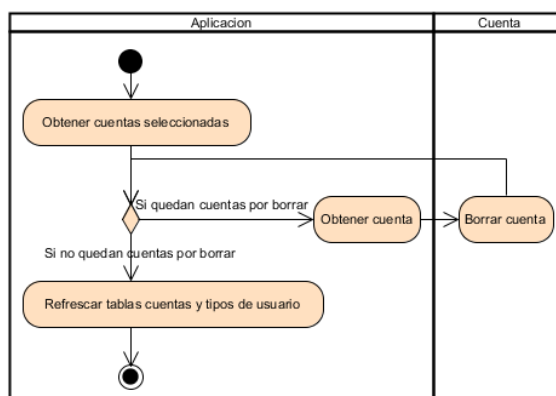 Aplicacion
Cuenta
Obtener cuentas seleccionadas
Si quedan cuentas por borrar
Obtener cuenta
Borrar cuenta
Si no quedan cuentas por borrar
Refrescar tablas cuentas y tipos de usuario